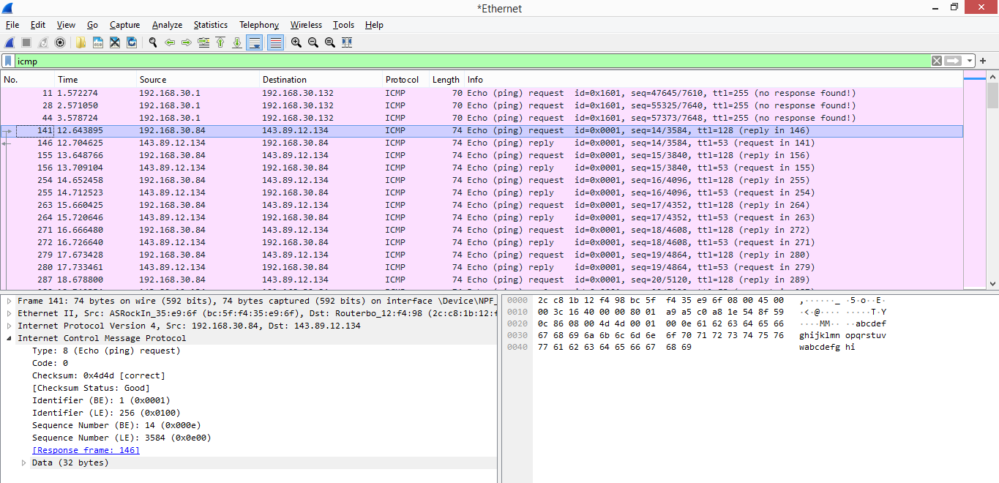 *Ethernet
File Edit View Go Capture Analyze Statistics Telephony Wireless Tools Help
icmp
No. Time Source Destination Protocol Length Info
11 1.572274 192.168.30.1 192.168.30.132 ICMP 70 Echo (ping) request id=0x1601, seq=47645/7610, ttl=255 (no response found!)
28 2.571050 192.168.30.1 192.168.30.132 ICMP 70 Echo (ping) request id=0x1601, seq=55325/7640, ttl=255 (no response found!)
44 3.578724 192.168.30.1 192.168.30.132 ICMP 70 Echo (ping) request id=0x1601, seq=57373/7648, ttl=255 (no response found!)
141 12.643895 192.168.30.84 143.89.12.134 ICMP 74 Echo (ping) request id=0x0001, seq=14/3584, ttl=128 (reply in 146)
146 12.704625 143.89.12.134 192.168.30.84 ICMP 74 Echo (ping) reply id=0x0001, seq=14/3584, ttl=53 (request in 141)
155 13.648766 192.168.30.84 143.89.12.134 ICMP 74 Echo (ping) request id=0x0001, seq=15/3840, ttl=128 (reply in 156)
156 13.709104 143.89.12.134 192.168.30.84 ICMP 74 Echo (ping) reply id=0x0001, seq=15/3840, ttl=53 (request in 155)
254 14.652458 192.168.30.84 143.89.12.134 ICMP 74 Echo (ping) request id=0x0001, seq=16/4096, ttl=128 (reply in 255)
255 14.712523 143.89.12.134 192.168.30.84 ICMP 74 Echo (ping) reply id=0x0001, seq=16/4096, ttl=53 (request in 254)
263 15.660425 192.168.30.84 143.89.12.134 ICMP 74 Echo (ping) request id=0x0001, seq=17/4352, ttl=128 (reply in 264)
264 15.720646 143.89.12.134 192.168.30.84 ICMP 74 Echo (ping) reply id=0x0001, seq=17/4352, ttl=53 (request in 263)
271 16.666480 192.168.30.84 143.89.12.134 ICMP 74 Echo (ping) request id=0x0001, seq=18/4608, ttl=128 (reply in 272)
272 16.726640 143.89.12.134 192.168.30.84 ICMP 74 Echo (ping) reply id=0x0001, seq=18/4608, ttl=53 (request in 271)
279 17.673428 192.168.30.84 143.89.12.134 ICMP 74 Echo (ping) request id=0x0001, seq=19/4864, ttl=128 (reply in 280)
280 17.733461 143.89.12.134 192.168.30.84 ICMP 74 Echo (ping) reply id=0x0001, seq=19/4864, ttl=53 (request in 279)
287 18.678800 192.168.30.84 143.89.12.134 ICMP 74 Echo (ping) request id=0x0001, seq=20/5120, ttl=128 (reply in 289)
Frame 141: 74 bytes on wire (592 bits), 74 bytes captured (592 bits) on interface \Device\NPF_
Ethernet II, Src: ASRockIn_35:e9:6f (bc:5f:f4:35:e9:6f), Dst: Routerbo_12:f4:98 (2c:c8:1b:12:f
Internet Protocol Version 4, Src: 192.168.30.84, Dst: 143.89.12.134
Internet Control Message Protocol
Type: 8 (Echo (ping) request)
Code: 0
Checksum: 0x4d4d [correct]
[Checksum Status: Good]
Identifier (BE): 1 (0x0001)
Identifier (LE): 256 (0x0100)
Sequence Number (BE): 14 (0x000e)
Sequence Number (LE): 3584 (0x0e00)
[Response frame: 146]
Data (32 bytes)
0000 2c c8 1b 12 f4 98 bc 5f f4 35 e9 6f 08 00 45 00 ,······_ ·5·o··E·
0010 00 3c 16 40 00 00 80 01 a9 a5 c0 a8 1e 54 8f 59 ·<·@···· ·····T·Y
0020 0c 86 08 00 4d 4d 00 01 00 0e 61 62 63 64 65 66 ····MM·· ··abcdef
0030 67 68 69 6a 6b 6c 6d 6e 6f 70 71 72 73 74 75 76 ghijklmn opqrstuv
0040 77 61 62 63 64 65 66 67 68 69 wabcdefg hi